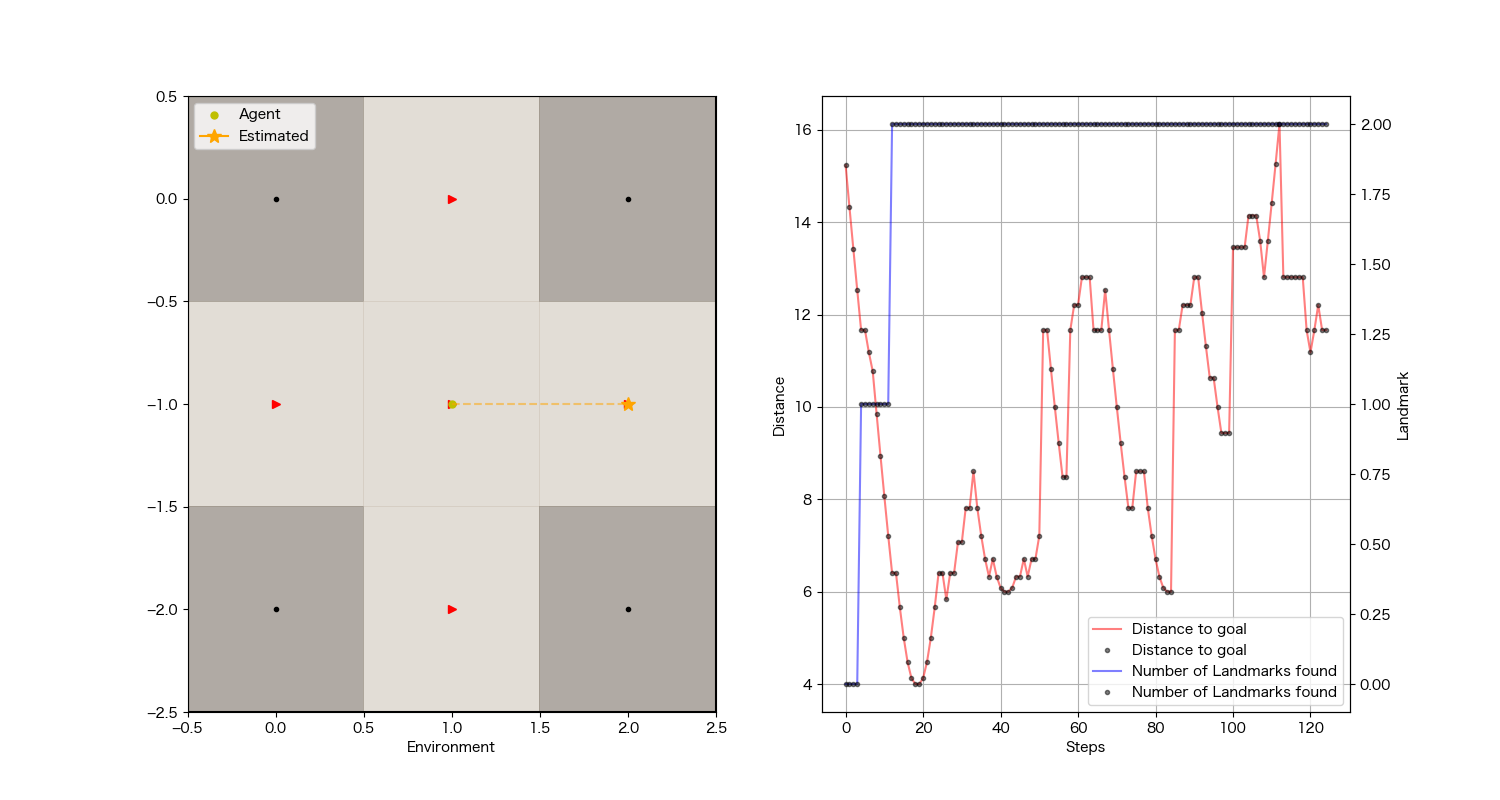 Agent
Estimated
0.5
0.0
−0.5
−1.0
−1.5
−2.0
−2.5
−0.5 0.0 0.5 1.0 1.5 2.0 2.5
Environment
Distance
16
14
12
10
8
6
4
0 20 40 60 80 100 120
Steps
2.00
1.75
1.50
1.25
1.00
0.75
0.50
0.25
0.00
Landmark
Distance to goal
Distance to goal
Number of Landmarks found
Number of Landmarks found